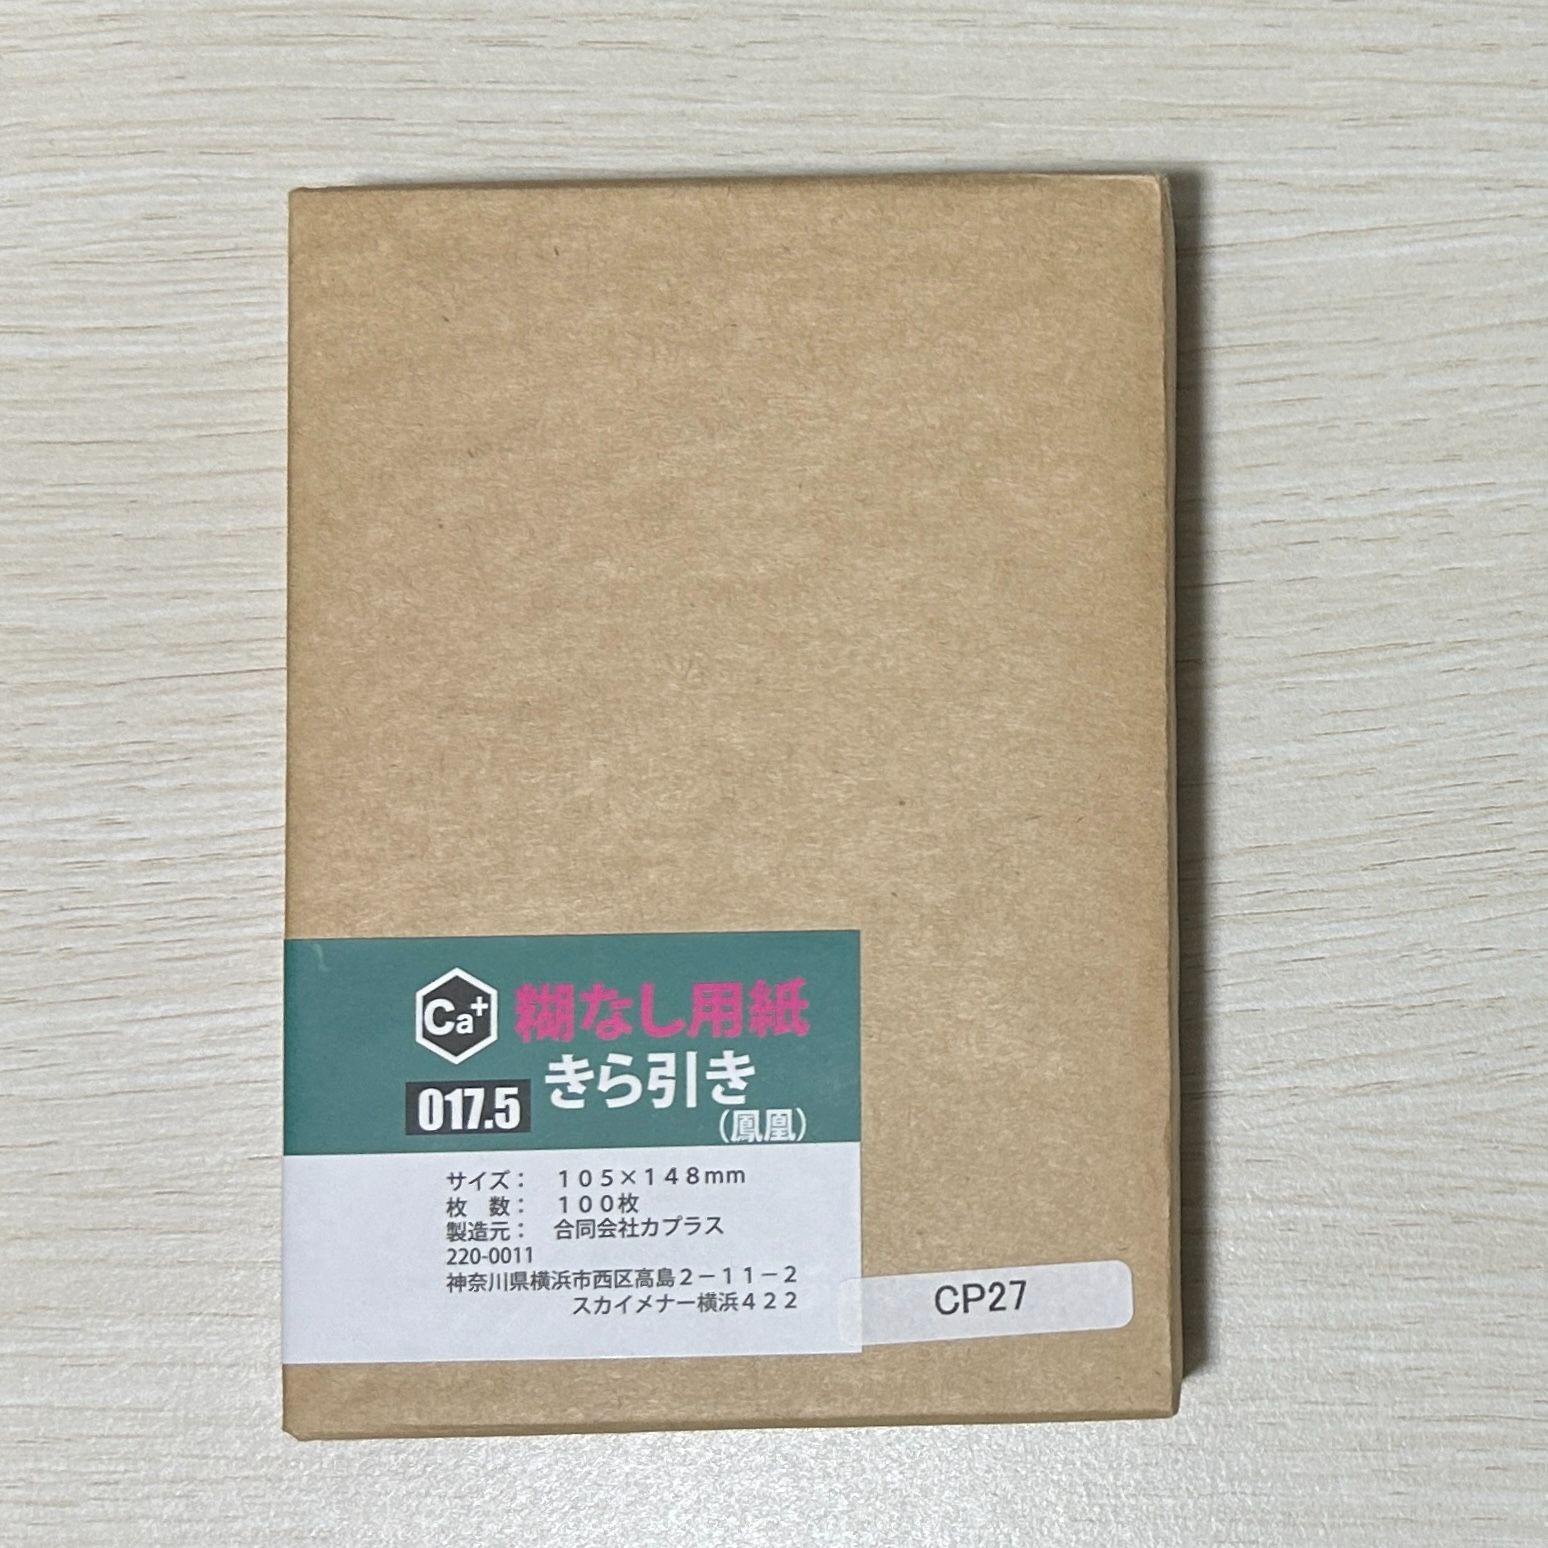 Ca+
糊なし用紙
017.5
きら引き
(鳳凰)
サイズ： １０５×１４８mm
枚　数： １００枚
製造元： 合同会社カプラス
220-0011
神奈川県横浜市西区高島２－１１－２
スカイメナー横浜４２２
CP27